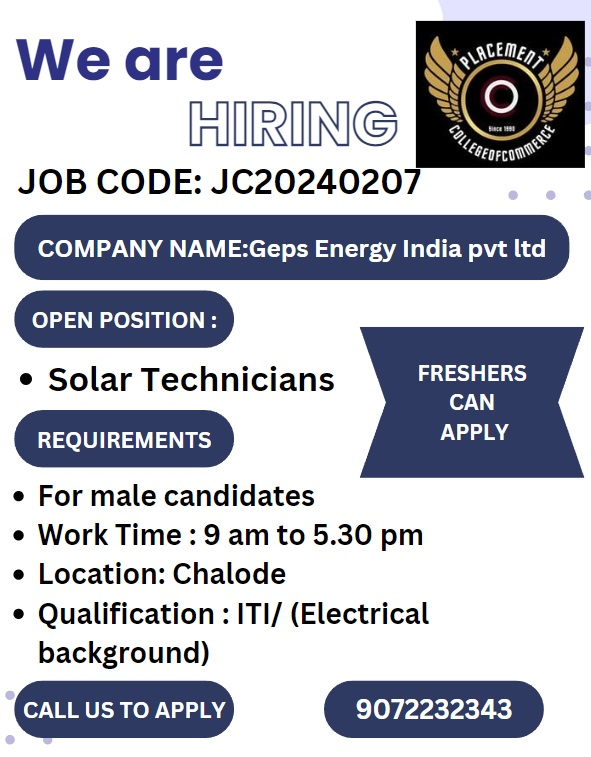 We are
HIRING
PLACEMENT
Since 1990
COLLEGEOFCOMMERCE
JOB CODE: JC20240207
COMPANY NAME:Geps Energy India pvt ltd
OPEN POSITION :
• Solar Technicians
FRESHERS
CAN
APPLY
REQUIREMENTS
• For male candidates
• Work Time : 9 am to 5.30 pm
• Location: Chalode
• Qualification : ITI/ (Electrical
background)
CALL US TO APPLY
9072232343